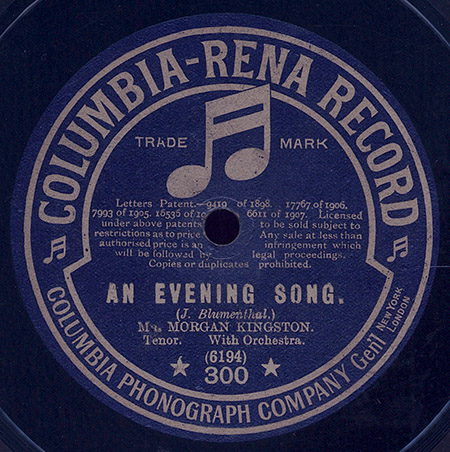 COLUMBIA-RENA RECORD
TRADE MARK
Letters Patent.—9419 of 1898. 17767 of 1906.
7993 of 1905. 16536 of 6611 of 1907. Licensed
under above patents to be sold subject to
restrictions as to price Any sale at less than
authorised price is an infringement which
will be followed by legal proceedings.
Copies or duplicates prohibited.
AN EVENING SONG.
(J. Blumenthal.)
MORGAN KINGSTON.
Tenor. With Orchestra.
(6194)
300
COLUMBIA PHONOGRAPH COMPANY Genl
NEW YORK
LONDON